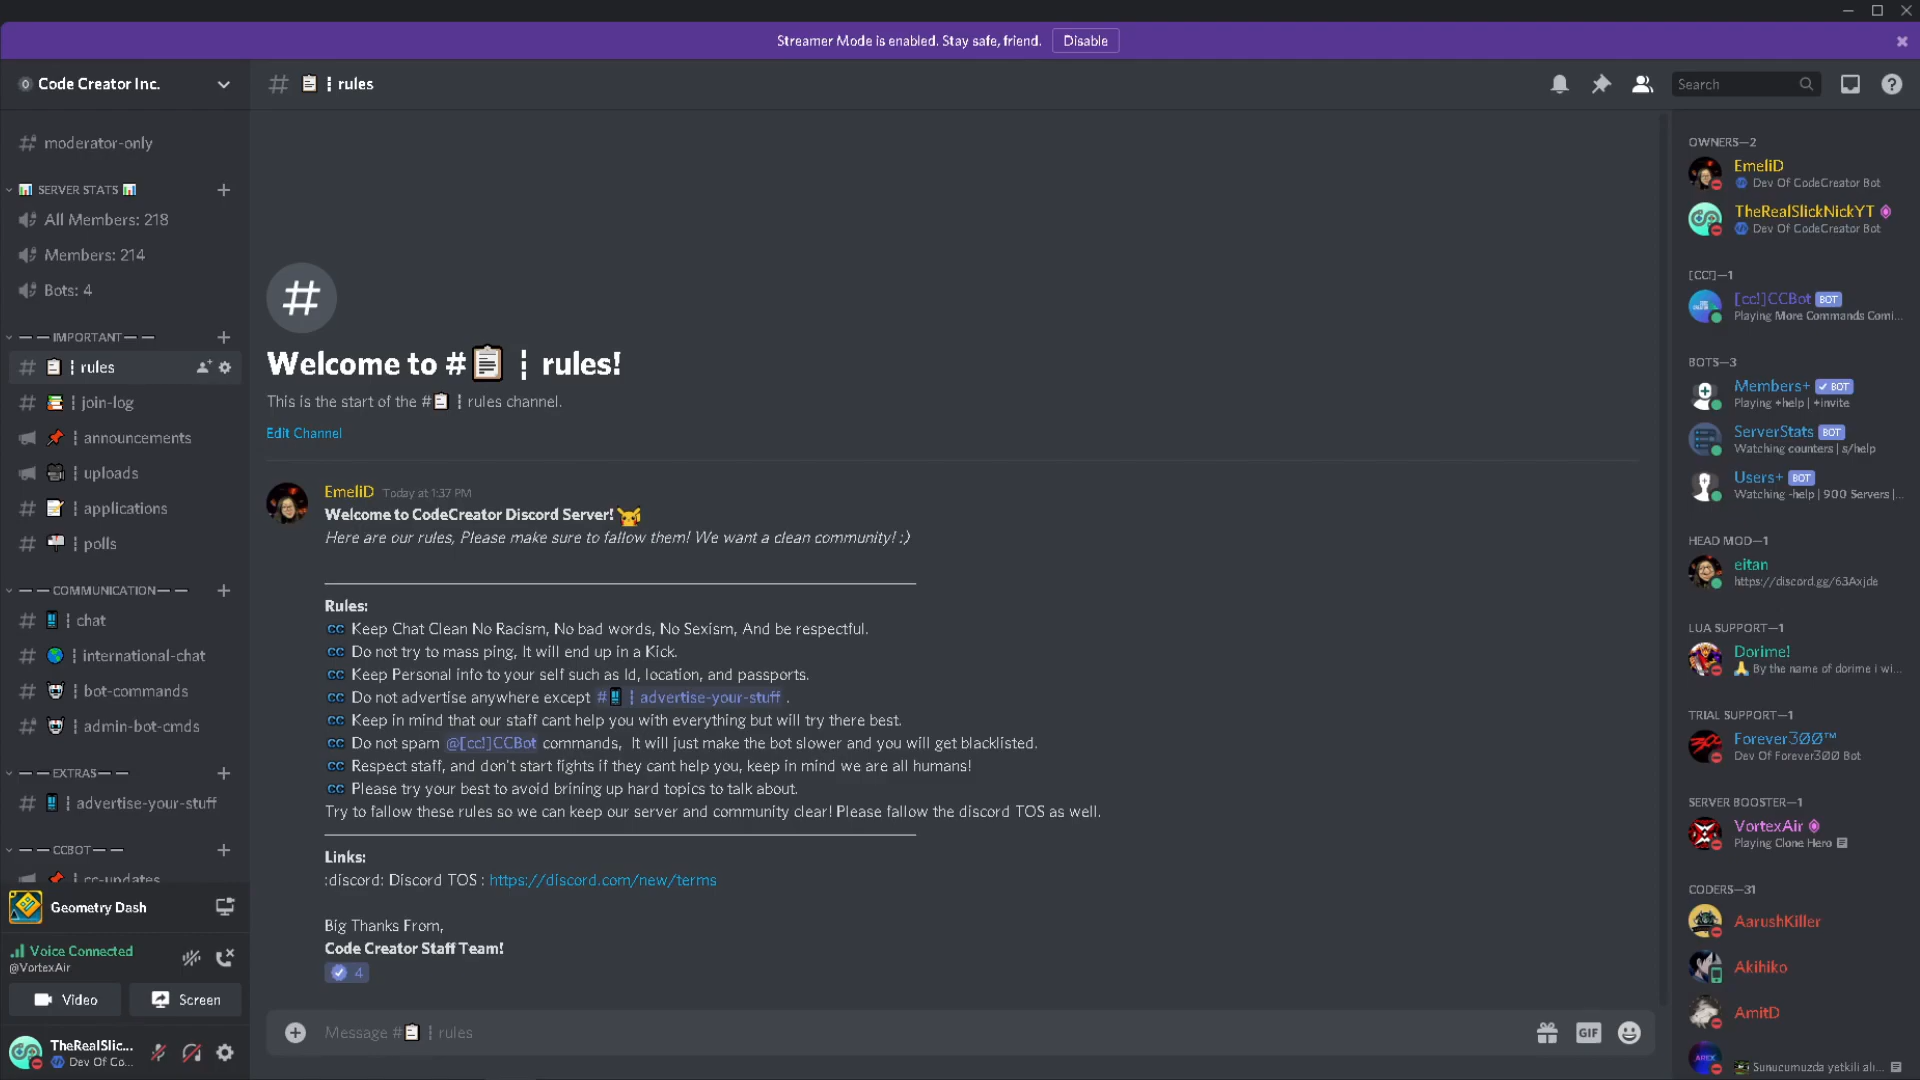 Streamer Mode is enabled. Stay safe, friend. Disable
Code Creator Inc.
rules
Search
moderator-only
SERVER STATS
All Members: 218
Members: 214
Bots: 4
— — IMPORTANT — —
rules
join-log
announcements
uploads
applications
polls
— — COMMUNICATION— —
chat
international-chat
bot-commands
admin-bot-cmds
— — EXTRAS— —
advertise-your-stuff
— — CCBOT— —
cc-updates
Geometry Dash
Voice Connected
@VortexAir
Video
Screen
TheRealSlic...
Dev Of Co...
Welcome to # rules!
This is the start of the # rules channel.
Edit Channel
EmeliD Today at 1:37 PM
Welcome to CodeCreator Discord Server!
Here are our rules, Please make sure to fallow them! We want a clean community! :)
Rules:
CC Keep Chat Clean No Racism, No bad words, No Sexism, And be respectful.
CC Do not try to mass ping, It will end up in a Kick.
CC Keep Personal info to your self such as Id, location, and passports.
CC Do not advertise anywhere except # advertise-your-stuff .
CC Keep in mind that our staff cant help you with everything but will try there best.
CC Do not spam @[cc!]CCBot commands, It will just make the bot slower and you will get blacklisted.
CC Respect staff, and don't start fights if they cant help you, keep in mind we are all humans!
CC Please try your best to avoid brining up hard topics to talk about.
Try to fallow these rules so we can keep our server and community clear! Please fallow the discord TOS as well.
Links:
:discord: Discord TOS : https://discord.com/new/terms
Big Thanks From,
Code Creator Staff Team!
4
Message # rules
GIF
OWNERS—2
EmeliD
Dev Of CodeCreator Bot
TheRealSlickNickYT
Dev Of CodeCreator Bot
[CC!]—1
[cc!]CCBot BOT
Playing More Commands Comi...
BOTS—3
Members+ BOT
Playing +help | +invite
ServerStats BOT
Watching counters | s/help
Users+ BOT
Watching -help | 900 Servers |...
HEAD MOD—1
eitan
https://discord.gg/63Axjde
LUA SUPPORT—1
Dorime!
By the name of dorime i wi...
TRIAL SUPPORT—1
Forever3ØØ™
Dev Of Forever300 Bot
SERVER BOOSTER—1
VortexAir
Playing Clone Hero
CODERS—31
AarushKiller
Akihiko
AmitD
APEX
Sunucumuzda yetkili alı...